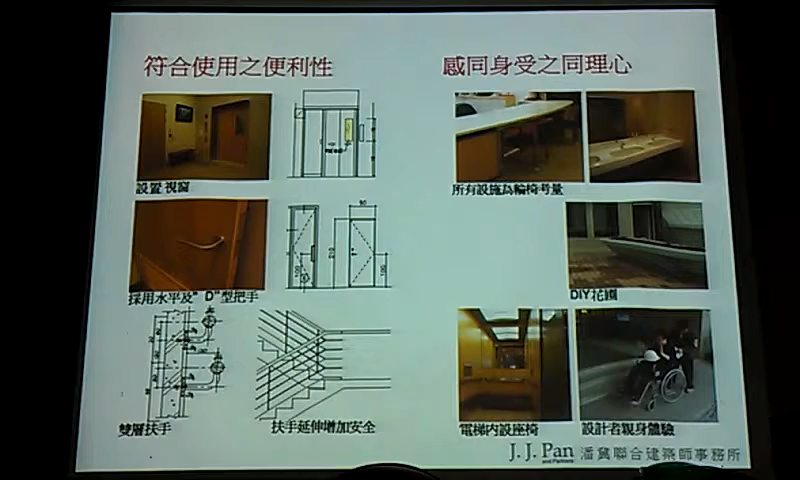 符合使用之便利性
感同身受之同理心
設置 視窗
所有設施為輪椅考量
採用水平及"D"型把手
DIY花園
雙層扶手
扶手延伸增加安全
電梯內設座椅
設計者親身體驗
J. J. Pan and Partners 潘冀聯合建築師事務所